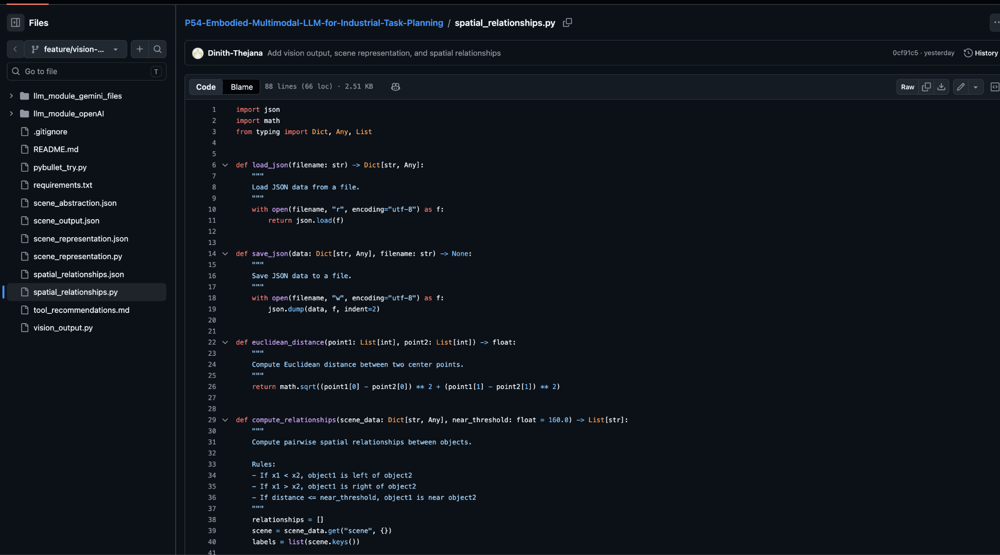 Files
feature/vision-...
Go to file
T
llm_module_gemini_files
llm_module_openAI
.gitignore
README.md
pybullet_try.py
requirements.txt
scene_abstraction.json
scene_output.json
scene_representation.json
scene_representation.py
spatial_relationships.json
spatial_relationships.py
tool_recommendations.md
vision_output.py
P54-Embodied-Multimodal-LLM-for-Industrial-Task-Planning / spatial_relationships.py
Dinith-Thejana Add vision output, scene representation, and spatial relationships 0cf91c5 · yesterday History
Code Blame 88 lines (66 loc) · 2.51 KB Raw
1 import json
2 import math
3 from typing import Dict, Any, List
4
5
6 def load_json(filename: str) -> Dict[str, Any]:
7     """
8     Load JSON data from a file.
9     """
10     with open(filename, "r", encoding="utf-8") as f:
11         return json.load(f)
12
13
14 def save_json(data: Dict[str, Any], filename: str) -> None:
15     """
16     Save JSON data to a file.
17     """
18     with open(filename, "w", encoding="utf-8") as f:
19         json.dump(data, f, indent=2)
20
21
22 def euclidean_distance(point1: List[int], point2: List[int]) -> float:
23     """
24     Compute Euclidean distance between two center points.
25     """
26     return math.sqrt((point1[0] - point2[0]) ** 2 + (point1[1] - point2[1]) ** 2)
27
28
29 def compute_relationships(scene_data: Dict[str, Any], near_threshold: float = 160.0) -> List[str]:
30     """
31     Compute pairwise spatial relationships between objects.
32
33     Rules:
34     - If x1 < x2, object1 is left of object2
35     - If x1 > x2, object1 is right of object2
36     - If distance <= near_threshold, object1 is near object2
37     """
38     relationships = []
39     scene = scene_data.get("scene", {})
40     labels = list(scene.keys())
41